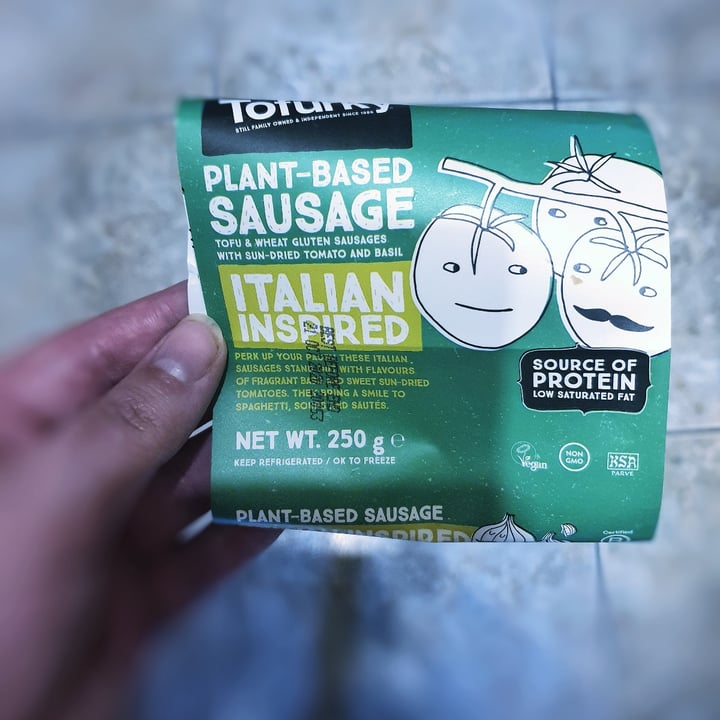 Tofurky
STILL FAMILY OWNED & INDEPENDENT SINCE 1980
PLANT-BASED
SAUSAGE
TOFU & WHEAT GLUTEN SAUSAGES
WITH SUN-DRIED TOMATO AND BASIL
ITALIAN
INSPIRED
PERK UP YOUR THESE ITALIAN
SAUSAGES WITH FLAVOURS
OF FRAGRANT SWEET SUN-DRIED
TOMATOES. THEY BRING A SMILE TO
SPAGHETTI, AND SAUTÉS.
NET WT. 250 g ℮
KEEP REFRIGERATED / OK TO FREEZE
SOURCE OF
PROTEIN
LOW SATURATED FAT
Vegan
NON
GMO
KSA
PARVE
PLANT-BASED SAUSAGE
INSPIRED
Certified
B